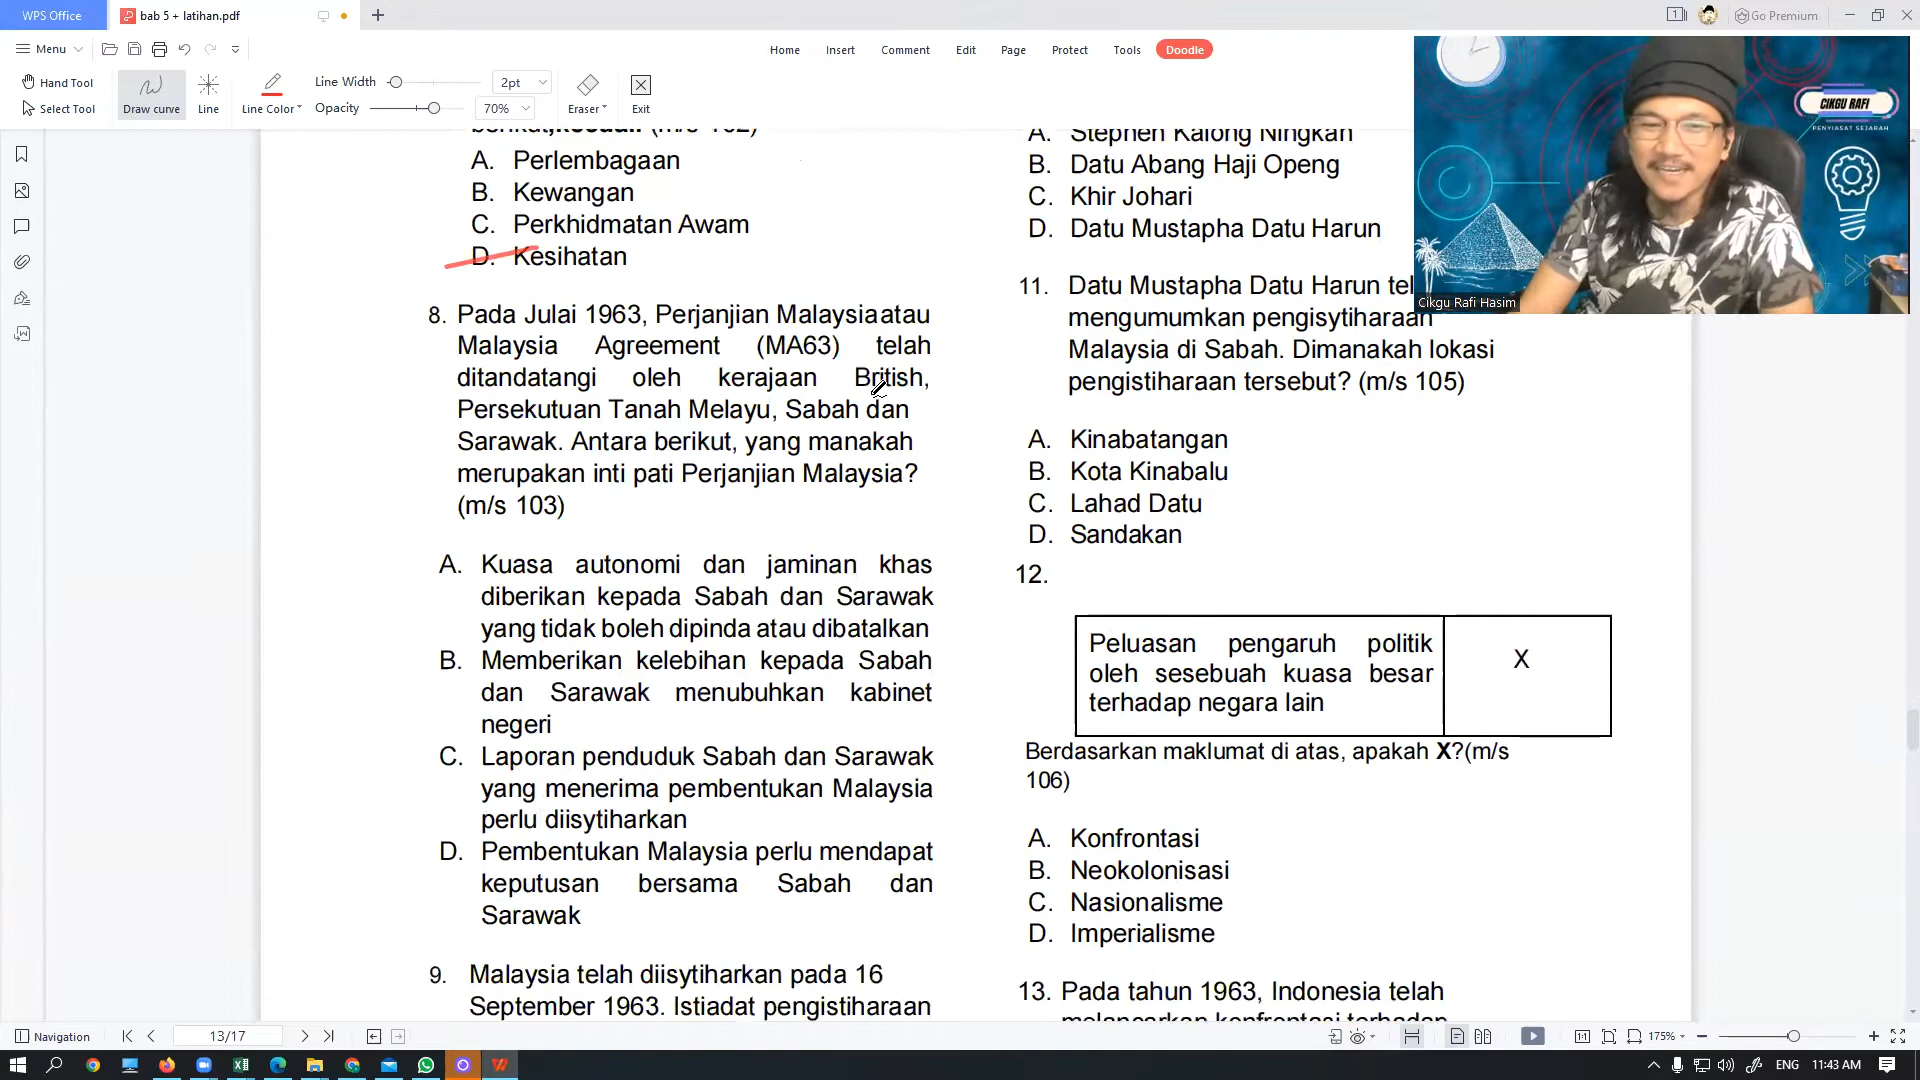 WPS Office
bab 5 + latihan.pdf
1
Go Premium
Menu
Home
Insert
Comment
Edit
Page
Protect
Tools
Doodle
Hand Tool
Select Tool
Draw curve
Line
Line Color
Line Width
2pt
Opacity
70%
Eraser
Exit
A. Perlembagaan
B. Kewangan
C. Perkhidmatan Awam
D. Kesihatan
8. Pada Julai 1963, Perjanjian Malaysiaatau
Malaysia Agreement (MA63) telah
ditandatangi oleh kerajaan British,
Persekutuan Tanah Melayu, Sabah dan
Sarawak. Antara berikut, yang manakah
merupakan inti pati Perjanjian Malaysia?
(m/s 103)
A. Kuasa autonomi dan jaminan khas
diberikan kepada Sabah dan Sarawak
yang tidak boleh dipinda atau dibatalkan
B. Memberikan kelebihan kepada Sabah
dan Sarawak menubuhkan kabinet
negeri
C. Laporan penduduk Sabah dan Sarawak
yang menerima pembentukan Malaysia
perlu diisytiharkan
D. Pembentukan Malaysia perlu mendapat
keputusan bersama Sabah dan
Sarawak
9. Malaysia telah diisytiharkan pada 16
September 1963. Istiadat pengistiharaan
A. Stephen Kalong Ningkan
B. Datu Abang Haji Openg
C. Khir Johari
D. Datu Mustapha Datu Harun
11. Datu Mustapha Datu Harun tel
mengumumkan pengisytiharaan
Malaysia di Sabah. Dimanakah lokasi
pengistiharaan tersebut? (m/s 105)
A. Kinabatangan
B. Kota Kinabalu
C. Lahad Datu
D. Sandakan
12.
Peluasan pengaruh politik
oleh sesebuah kuasa besar
terhadap negara lain
X
Berdasarkan maklumat di atas, apakah X?(m/s
106)
A. Konfrontasi
B. Neokolonisasi
C. Nasionalisme
D. Imperialisme
13. Pada tahun 1963, Indonesia telah
melancarkan konfrontasi terhadap
CIKGU RAFI
PENYIASAT SEJARAH
Cikgu Rafi Hasim
Navigation
13/17
175%
ENG
11:43 AM